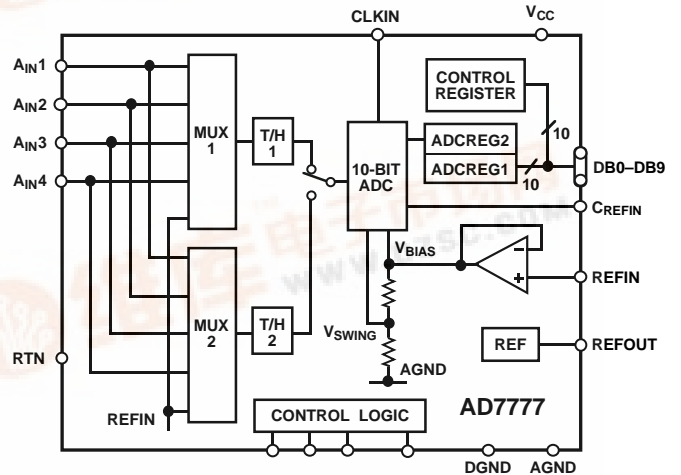 CLKIN
VCC
AIN1
AIN2
AIN3
AIN4
MUX
1
T/H
1
10-BIT
ADC
CONTROL
REGISTER
ADCREG2
ADCREG1
10
10
DB0–DB9
CREFIN
VBIAS
REFIN
MUX
2
T/H
2
VSWING
AGND
REF
REFOUT
RTN
REFIN
CONTROL LOGIC
AD7777
DGND
AGND